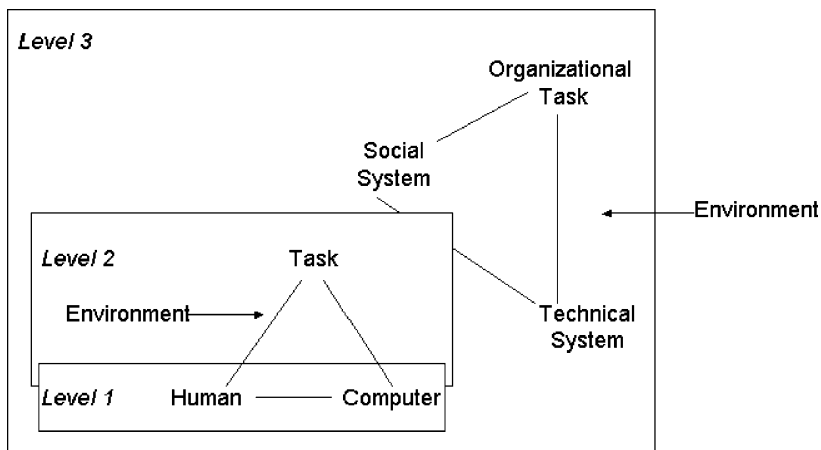 Level 3
Organizational
Task
Social
System
Environment
Level 2
Task
Environment
Technical
System
Level 1
Human
Computer